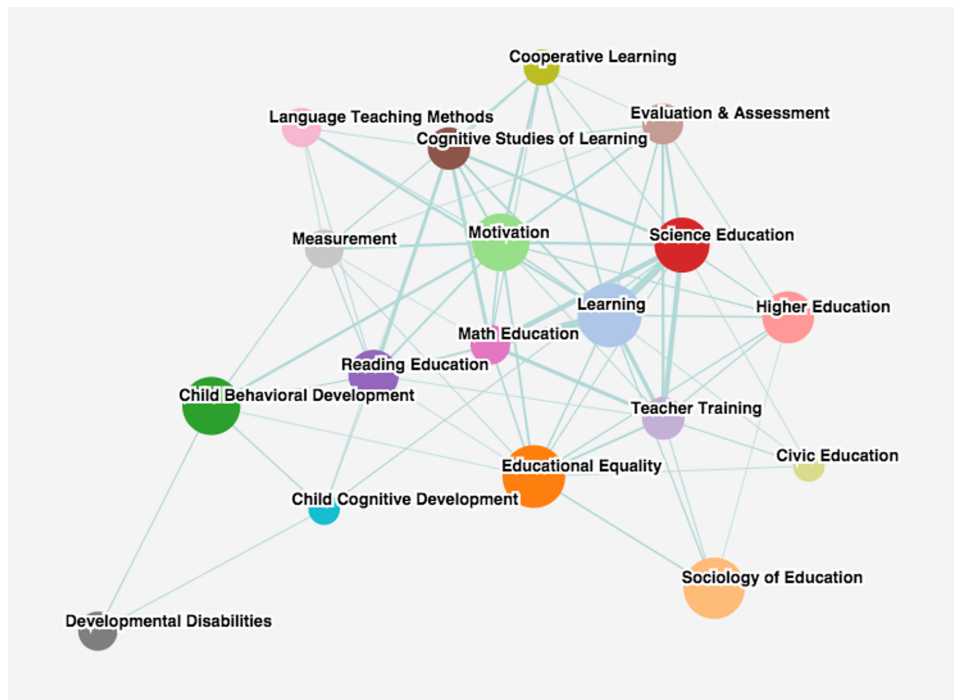 Cooperative Learning
Language Teaching Methods
Evaluation & Assessment
Cognitive Studies of Learning
Measurement
Motivation
Science Education
Learning
Higher Education
Math Education
Reading Education
Child Behavioral Development
Teacher Training
Educational Equality
Civic Education
Child Cognitive Development
Sociology of Education
Developmental Disabilities